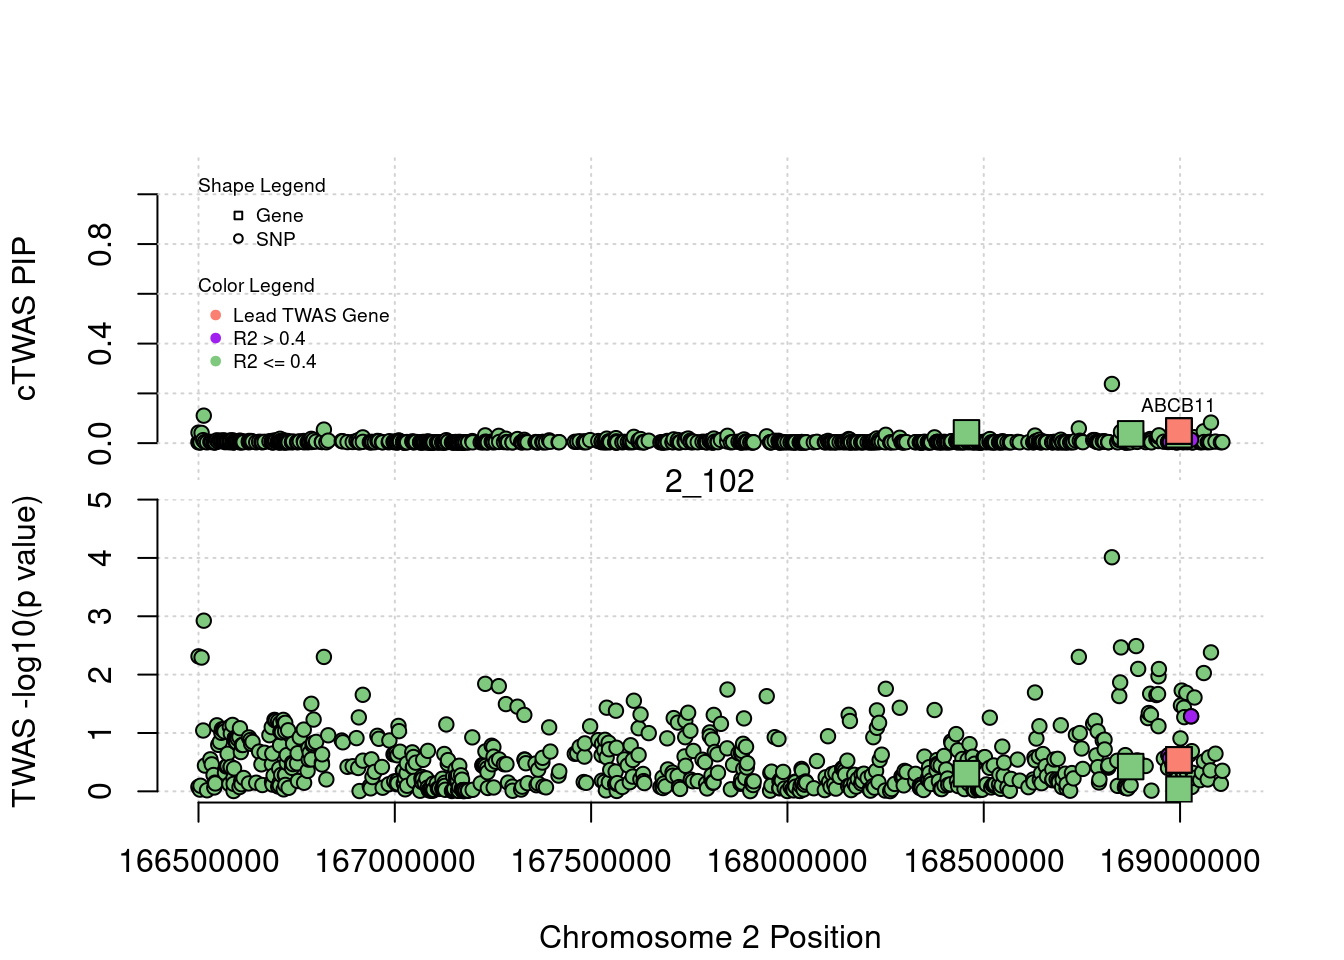 Shape Legend
Gene
SNP
Color Legend
Lead TWAS Gene
R2 > 0.4
R2 <= 0.4
cTWAS PIP
0.8
0.4
0.0
ABCB11
2_102
TWAS -log10(p value)
5
4
3
2
1
0
166500000 167000000 167500000 168000000 168500000 169000000
Chromosome 2 Position